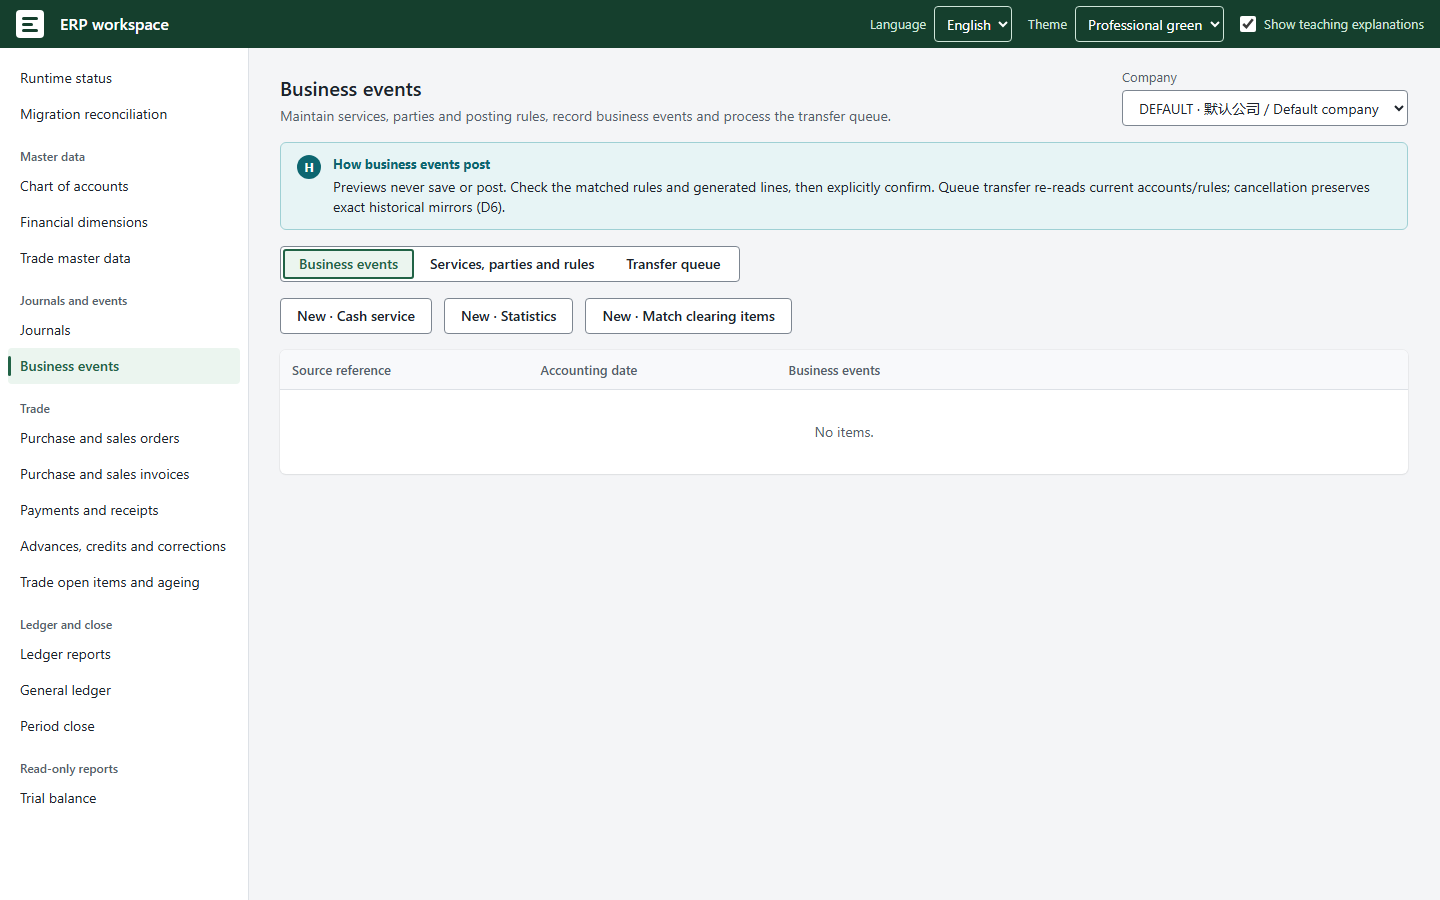 ERP workspace
Language English Theme Professional green Show teaching explanations
Runtime status
Migration reconciliation
Master data
Chart of accounts
Financial dimensions
Trade master data
Journals and events
Journals
Business events
Trade
Purchase and sales orders
Purchase and sales invoices
Payments and receipts
Advances, credits and corrections
Trade open items and ageing
Ledger and close
Ledger reports
General ledger
Period close
Read-only reports
Trial balance
Business events
Maintain services, parties and posting rules, record business events and process the transfer queue.
Company
DEFAULT · 默认公司 / Default company
H How business events post
Previews never save or post. Check the matched rules and generated lines, then explicitly confirm. Queue transfer re-reads current accounts/rules; cancellation preserves
exact historical mirrors (D6).
Business events Services, parties and rules Transfer queue
New · Cash service New · Statistics New · Match clearing items
Source reference Accounting date Business events
No items.